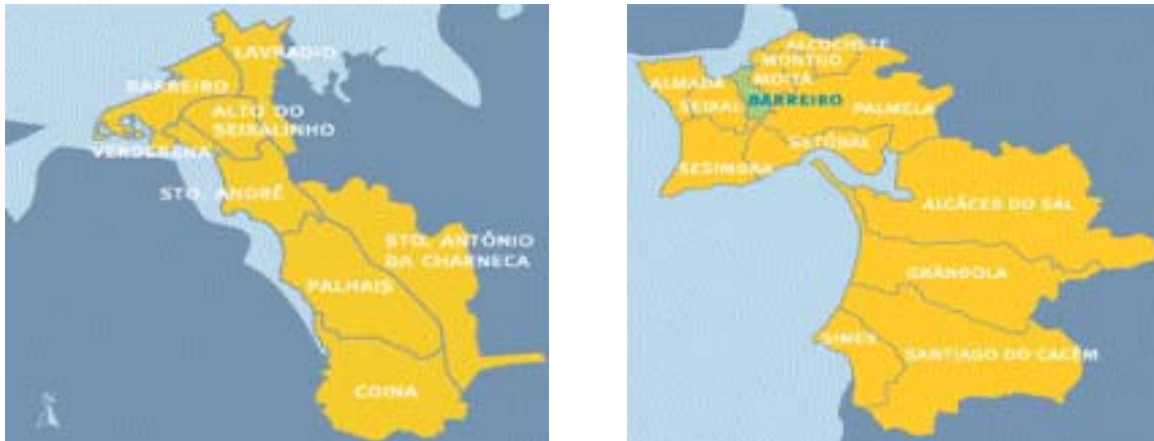 LAVRADIO
BARREIRO
ALTO DO
SEIXALINHO
VERDERENA
STO. ANDRÉ
STO. ANTÓNIO
DA CHARNECA
PALHAIS
COINA
ALCOCHETE
MONTIJO
MOITA
ALMADA
SEIXAL
BARREIRO
PALMELA
SETÚBAL
SESIMBRA
ALCÁCER DO SAL
GRÂNDOLA
SINES
SANTIAGO DO CACÉM